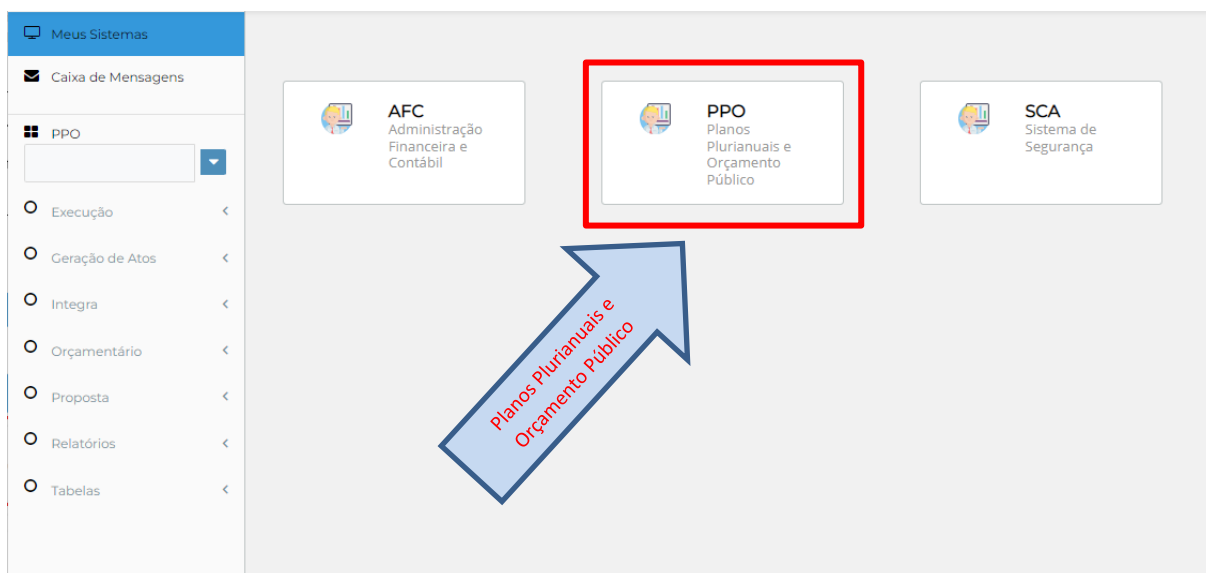 Meus Sistemas
Caixa de Mensagens
PPO
Execução
Geração de Atos
Integra
Orçamentário
Proposta
Relatórios
Tabelas
AFC
Administração
Financeira e
Contábil
PPO
Planos
Plurianuais e
Orçamento
Público
SCA
Sistema de
Segurança
Planos Plurianuais e
Orçamento Público